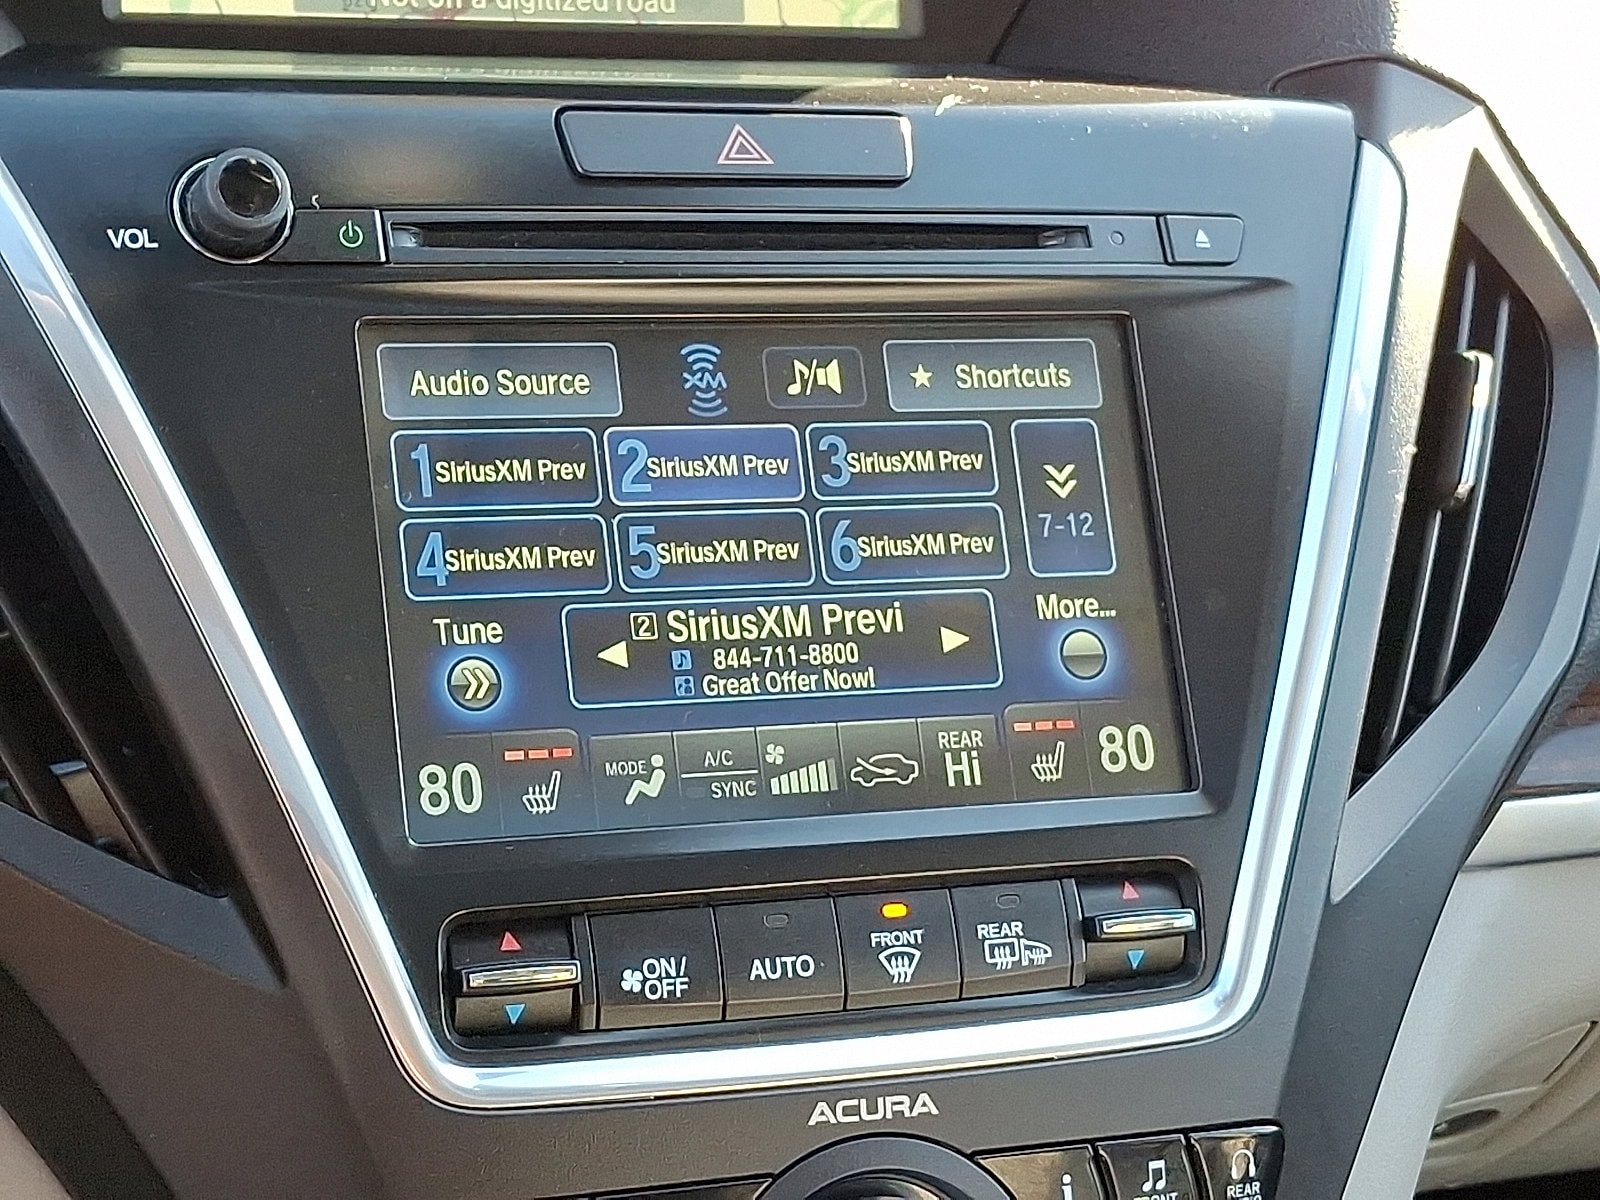 Not on a digitized road
VOL
Audio Source
XM
★ Shortcuts
1 SiriusXM Prev
2 SiriusXM Prev
3 SiriusXM Prev
4 SiriusXM Prev
5 SiriusXM Prev
6 SiriusXM Prev
7-12
Tune
2 SiriusXM Previ
844-711-8800
Great Offer Now!
More...
80
MODE
A/C
SYNC
REAR
Hi
80
ON/
OFF
AUTO
FRONT
REAR
ACURA
i
FRONT
REAR